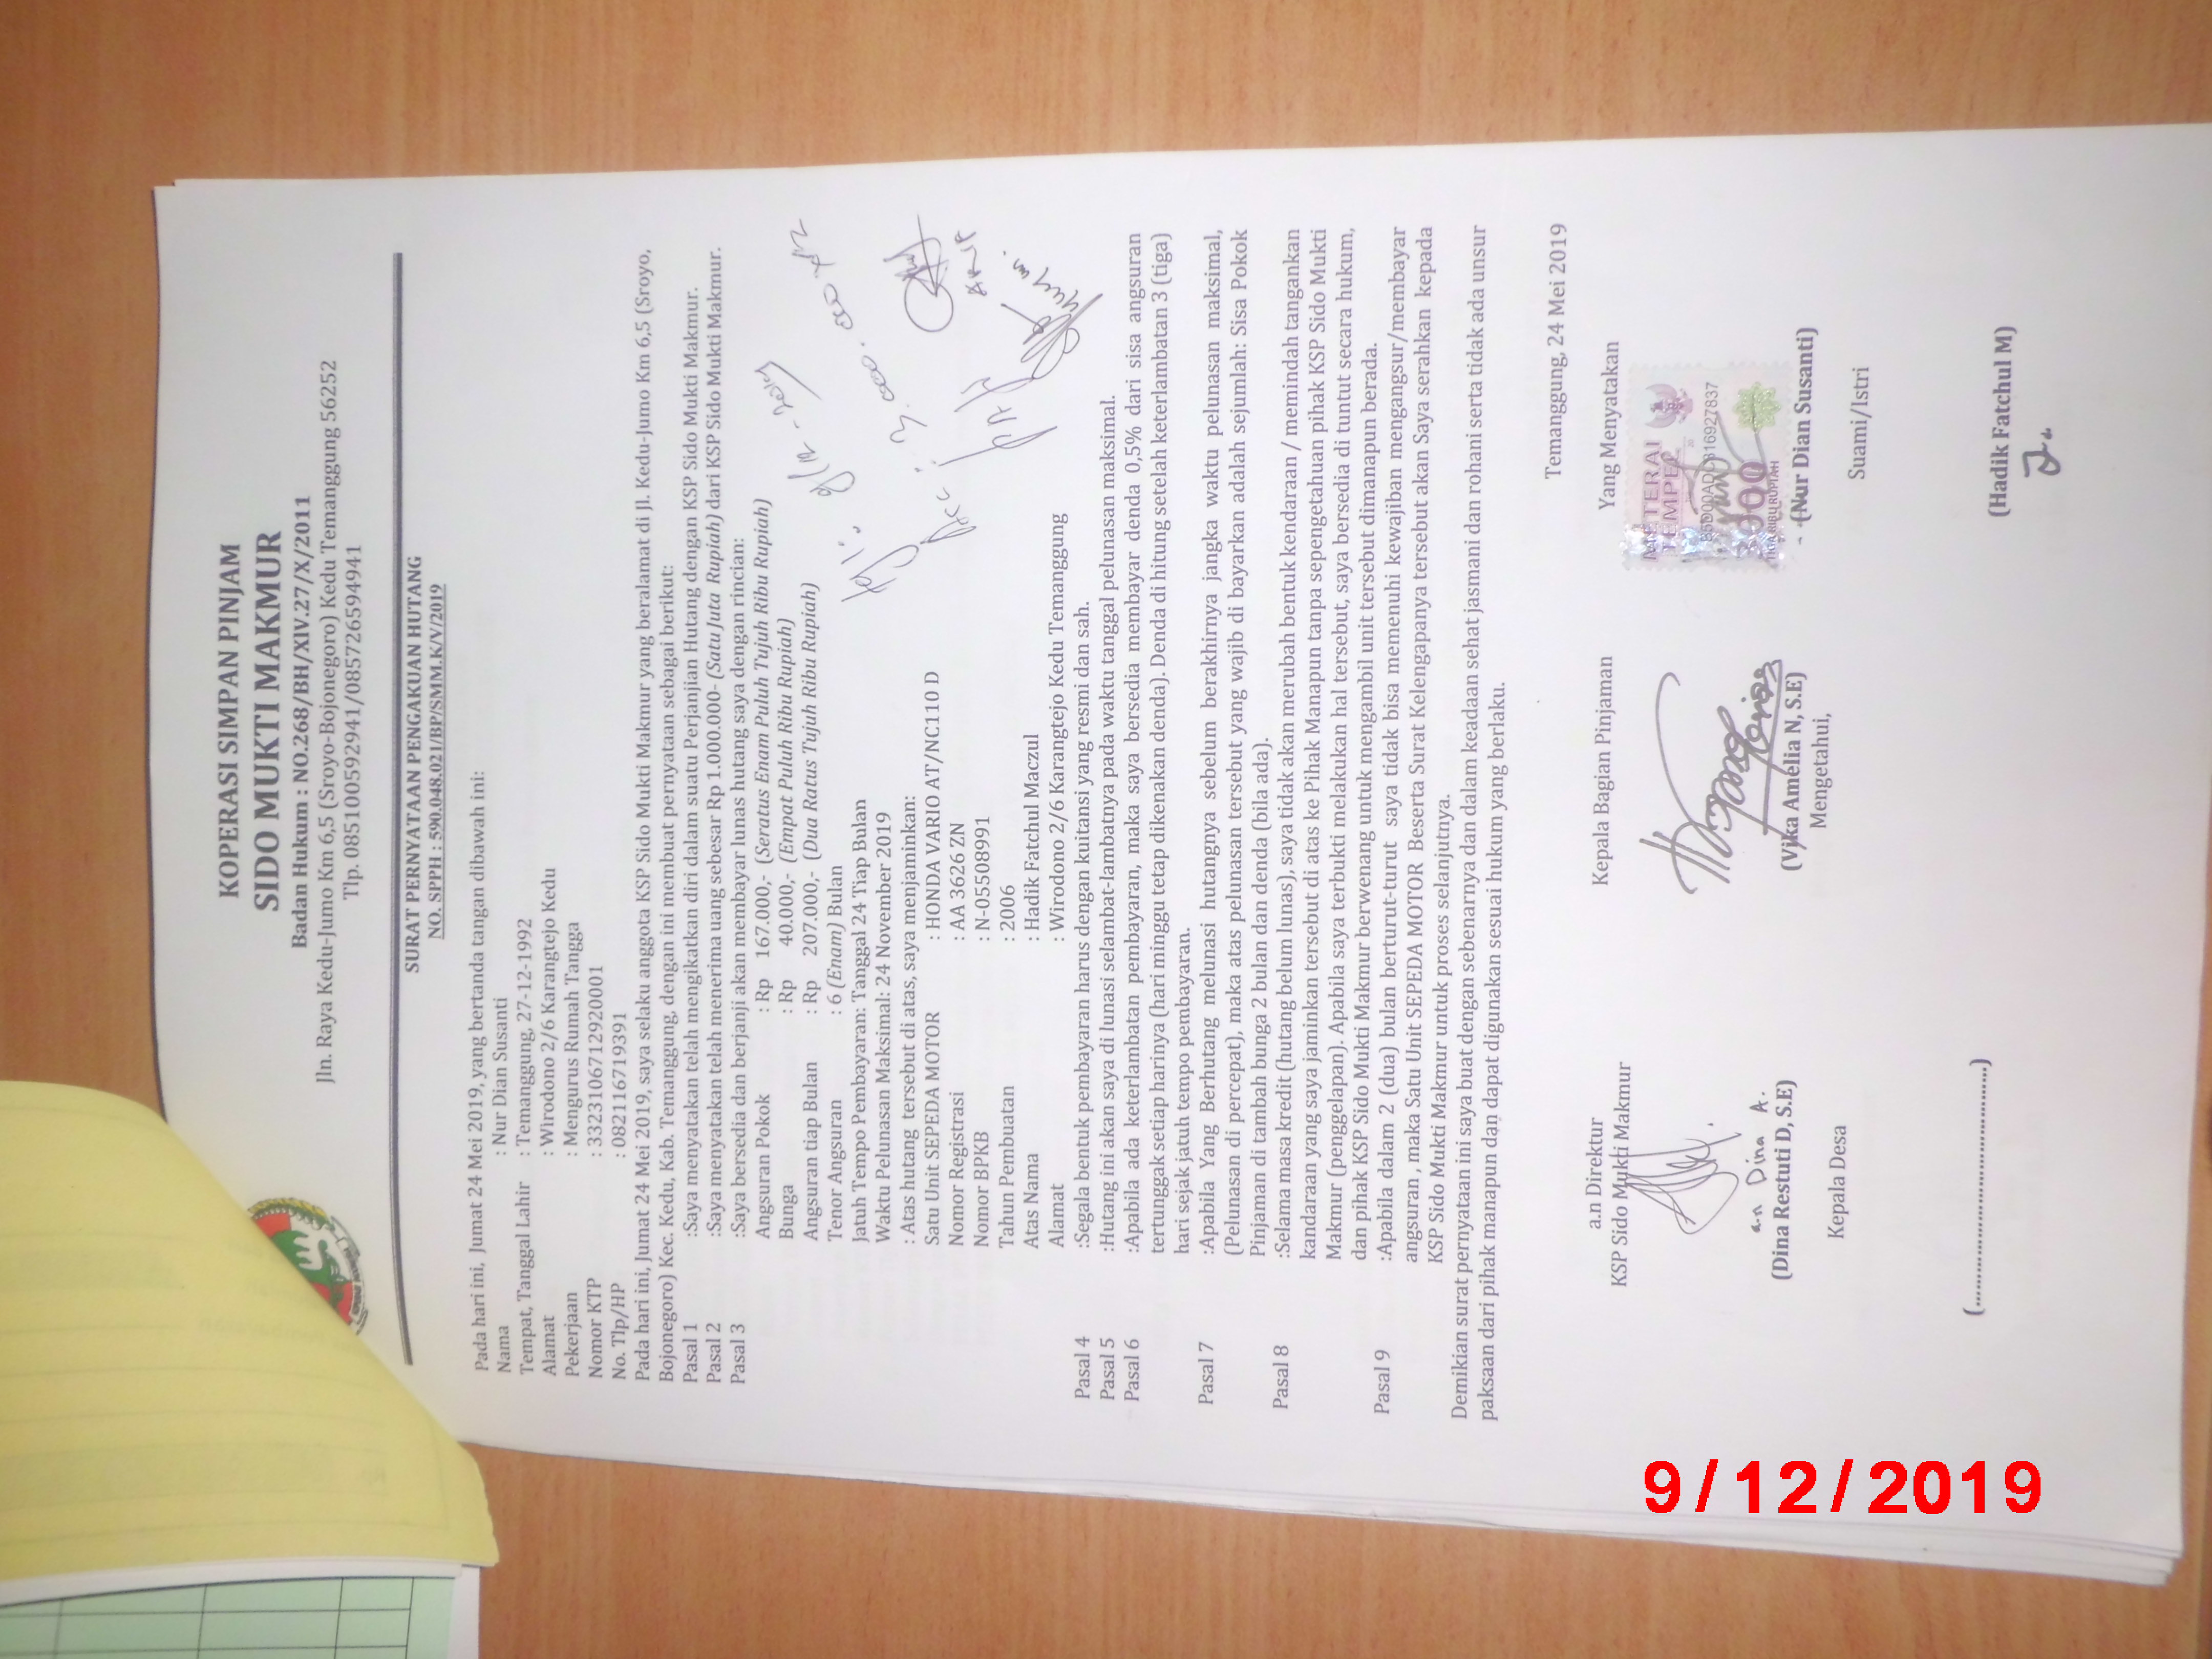 KOPERASI SIMPAN PINJAM
SIDO MUKTI MAKMUR
Badan Hukum : NO.268/BH/XIV.27/X/2011
Jln. Raya Kedu-Jumo Km 6,5 (Sroyo-Bojonegoro) Kedu Temanggung 56252
Tlp. 085100592941/085726594941
SURAT PERNYATAAN PENGAKUAN HUTANG
NO. SPPH : 590.048.021/BP/SMM.K/V/2019
Pada hari ini, Jumat 24 Mei 2019, yang bertanda tangan dibawah ini:
Nama : Nur Dian Susanti
Tempat, Tanggal Lahir : Temanggung, 27-12-1992
Alamat : Wirodono 2/6 Karangtejo Kedu
Pekerjaan : Mengurus Rumah Tangga
Nomor KTP : 3323106712920001
No. Tlp/HP : 082116719391
Pada hari ini, Jumat 24 Mei 2019, saya selaku anggota KSP Sido Mukti Makmur yang beralamat di Jl. Kedu-Jumo Km 6,5 (Sroyo,
Bojonegoro) Kec. Kedu, Kab. Temanggung, dengan ini membuat pernyataan sebagai berikut:
Pasal 1 :Saya menyatakan telah mengikatkan diri dalam suatu Perjanjian Hutang dengan KSP Sido Mukti Makmur.
Pasal 2 :Saya menyatakan telah menerima uang sebesar Rp 1.000.000- (Satu Juta Rupiah) dari KSP Sido Mukti Makmur.
Pasal 3 :Saya bersedia dan berjanji akan membayar lunas hutang saya dengan rincian:
Angsuran Pokok : Rp 167.000,- (Seratus Enam Puluh Tujuh Ribu Rupiah)
Bunga : Rp 40.000,- (Empat Puluh Ribu Rupiah)
Angsuran tiap Bulan : Rp 207.000,- (Dua Ratus Tujuh Ribu Rupiah)
Tenor Angsuran : 6 (Enam) Bulan
Jatuh Tempo Pembayaran: Tanggal 24 Tiap Bulan
Waktu Pelunasan Maksimal: 24 November 2019
: Atas hutang tersebut di atas, saya menjaminkan:
Satu Unit SEPEDA MOTOR : HONDA VARIO AT/NC110 D
Nomor Registrasi : AA 3626 ZN
Nomor BPKB : N-05508991
Tahun Pembuatan : 2006
Atas Nama : Hadik Fatchul Maczul
Alamat : Wirodono 2/6 Karangtejo Kedu Temanggung
Pasal 4 :Segala bentuk pembayaran harus dengan kuitansi yang resmi dan sah.
Pasal 5 :Hutang ini akan saya di lunasi selambat-lambatnya pada waktu tanggal pelunasan maksimal.
Pasal 6 :Apabila ada keterlambatan pembayaran, maka saya bersedia membayar denda 0,5% dari sisa angsuran
tertunggak setiap harinya (hari minggu tetap dikenakan denda). Denda di hitung setelah keterlambatan 3 (tiga)
hari sejak jatuh tempo pembayaran.
Pasal 7 :Apabila Yang Berhutang melunasi hutangnya sebelum berakhirnya jangka waktu pelunasan maksimal,
(Pelunasan di percepat), maka atas pelunasan tersebut yang wajib di bayarkan adalah sejumlah: Sisa Pokok
Pinjaman di tambah bunga 2 bulan dan denda (bila ada).
Pasal 8 :Selama masa kredit (hutang belum lunas), saya tidak akan merubah bentuk kendaraan / memindah tangankan
kandaraan yang saya jaminkan tersebut di atas ke Pihak Manapun tanpa sepengetahuan pihak KSP Sido Mukti
Makmur (penggelapan). Apabila saya terbukti melakukan hal tersebut, saya bersedia di tuntut secara hukum,
dan pihak KSP Sido Mukti Makmur berwenang untuk mengambil unit tersebut dimanapun berada.
Pasal 9 :Apabila dalam 2 (dua) bulan berturut-turut saya tidak bisa memenuhi kewajiban mengangsur/membayar
angsuran , maka Satu Unit SEPEDA MOTOR Beserta Surat Kelengapanya tersebut akan Saya serahkan kepada
KSP Sido Mukti Makmur untuk proses selanjutnya.
Demikian surat pernyataan ini saya buat dengan sebenarnya dan dalam keadaan sehat jasmani dan rohani serta tidak ada unsur
paksaan dari pihak manapun dan dapat digunakan sesuai hukum yang berlaku.
Temanggung, 24 Mei 2019
a.n Direktur
KSP Sido Mukti Makmur
Kepala Bagian Pinjaman
Yang Menyatakan
METERAI
TEMPEL
TIGA RIBU RUPIAH
a.n Dina A.
(Dina Restuti D, S.E)
(Vika Amelia N, S.E)
(Nur Dian Susanti)
Mengetahui,
Kepala Desa
Suami/Istri
(..............................................)
(Hadik Fatchul M)
9/12/2019